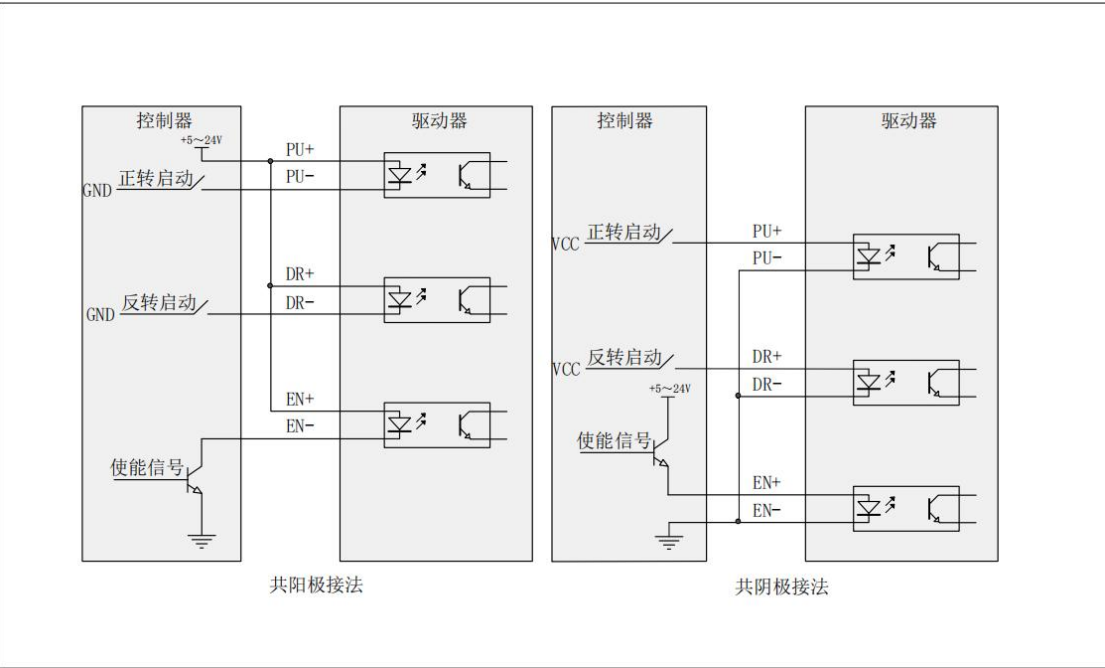 控制器
驱动器
+5～24V
PU+
GND
正转启动
PU-
DR+
GND
反转启动
DR-
EN+
EN-
使能信号
共阳极接法
控制器
驱动器
VCC
正转启动
PU+
PU-
VCC
反转启动
DR+
DR-
+5～24V
使能信号
EN+
EN-
共阴极接法